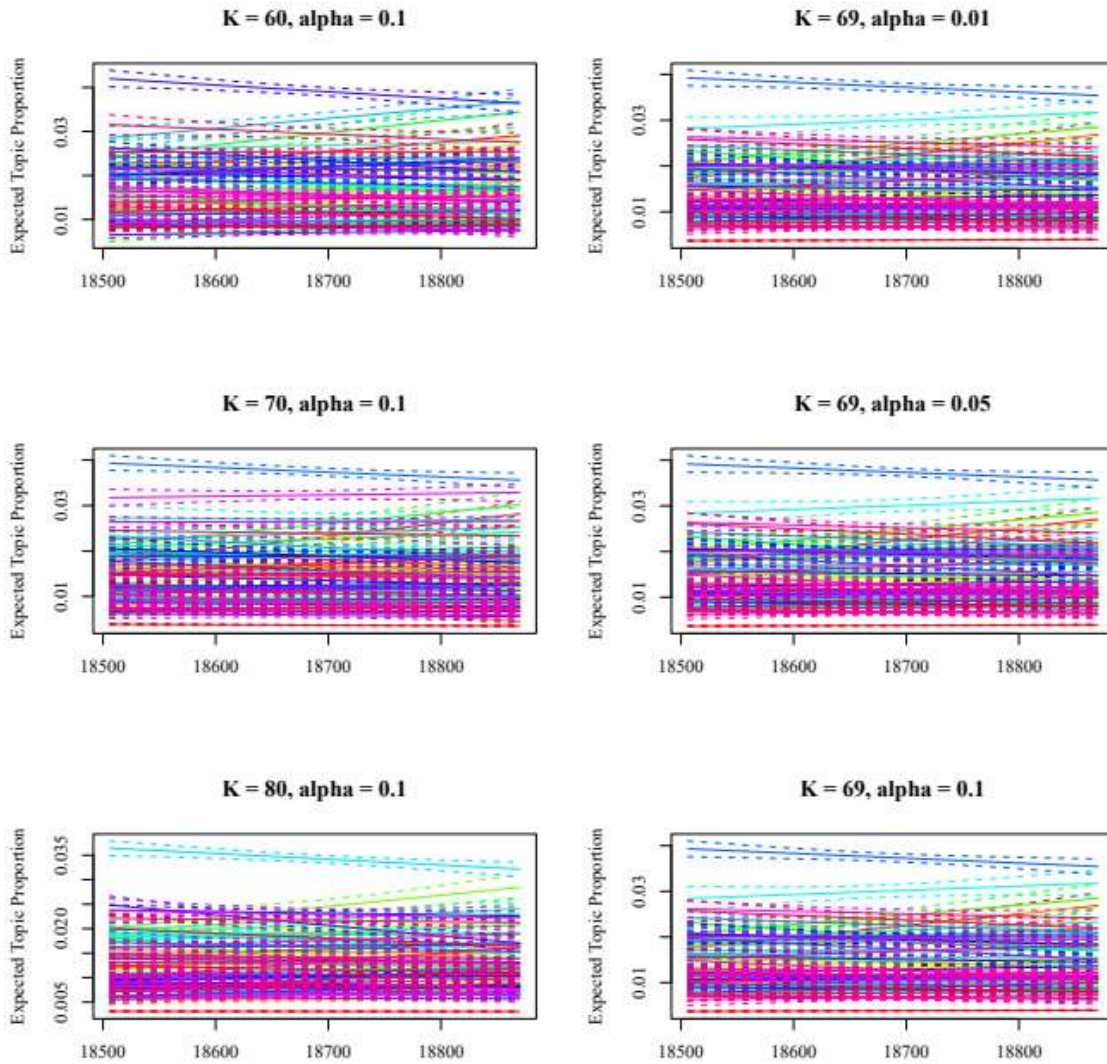 K = 60, alpha = 0.1
Expected Topic Proportion
0.03
0.01
18500 18600 18700 18800
K = 69, alpha = 0.01
Expected Topic Proportion
0.03
0.01
18500 18600 18700 18800
K = 70, alpha = 0.1
Expected Topic Proportion
0.03
0.01
18500 18600 18700 18800
K = 69, alpha = 0.05
Expected Topic Proportion
0.03
0.01
18500 18600 18700 18800
K = 80, alpha = 0.1
Expected Topic Proportion
0.035
0.020
0.005
18500 18600 18700 18800
K = 69, alpha = 0.1
Expected Topic Proportion
0.03
0.01
18500 18600 18700 18800